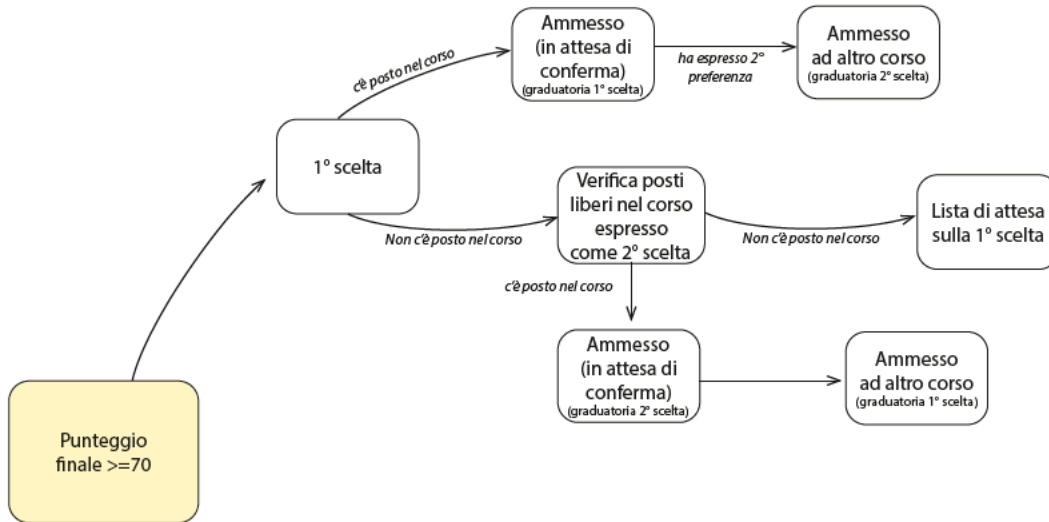 Ammesso
(in attesa di
conferma)
(graduatoria 1° scelta)
c'è posto nel corso
ha espresso 2°
preferenza
Ammesso
ad altro corso
(graduatoria 2° scelta)
1° scelta
Non c'è posto nel corso
Verifica posti
liberi nel corso
espresso
come 2° scelta
Non c'è posto nel corso
Lista di attesa
sulla 1° scelta
c'è posto nel corso
Ammesso
(in attesa di
conferma)
(graduatoria 2° scelta)
Ammesso
ad altro corso
(graduatoria 1° scelta)
Punteggio
finale >=70